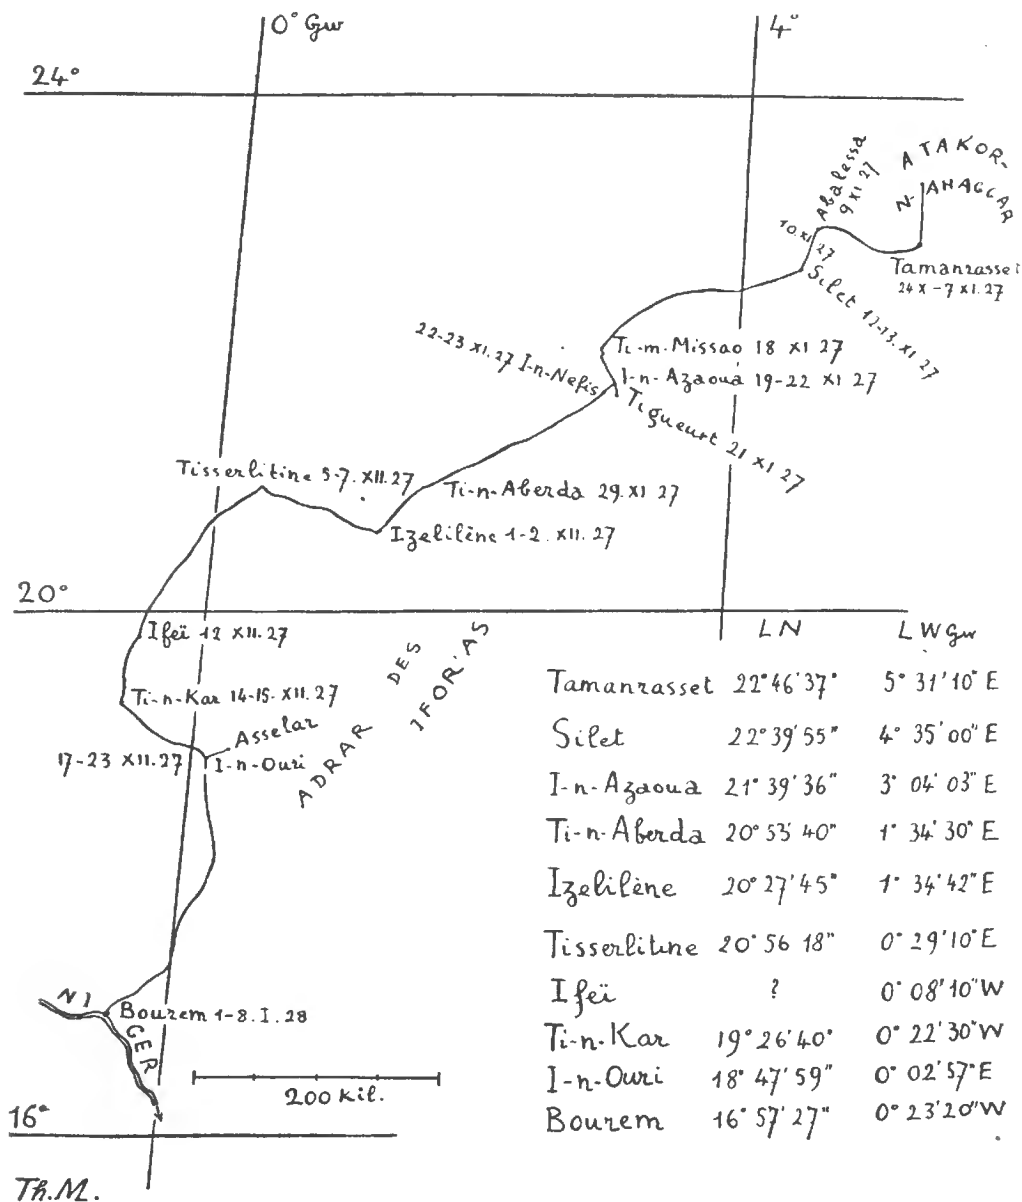 0° Gw
4°
24°
ATAKOR-
N-AHAGGAR
Abalessa
9 XI 27
10.XI 27
Tamanrasset
24 X - 7 XI. 27
Silet 12-13. XI 27
22-23 XI. 27 I-n-Nefis
Ti-m-Missao 18 XI 27
I-n-Azaoua 19-22 XI 27
Tigueurt 21 XI 27
Tisserlitine 5-7. XII. 27
Ti-n-Aberda 29. XI 27
Izelilène 1-2. XII. 27
20°
Ifeï 12 XII. 27
Ti-n-Kar 14-15. XII. 27
Asselar
17-23 XII. 27
I-n-Ouri
ADRAR DES
IFOR'AS
LN LWGw
Tamanrasset 22° 46' 37" 5° 31' 10" E
Silet 22° 39' 55" 4° 35' 00" E
I-n-Azaoua 21° 39' 36" 3° 04' 03" E
Ti-n-Aberda 20° 53' 40" 1° 34' 30" E
Izelilène 20° 27' 45" 1° 34' 42" E
Tisserlitine 20° 56 18" 0° 29' 10" E
Ifeï ? 0° 08' 10" W
Ti-n-Kar 19° 26' 40" 0° 22' 30" W
I-n-Ouri 18° 47' 59" 0° 02' 57" E
Bourem 16° 57' 27" 0° 23' 20" W
NIGER
Bourem 1-8. I. 28
200 Kil.
16°
Th.M.